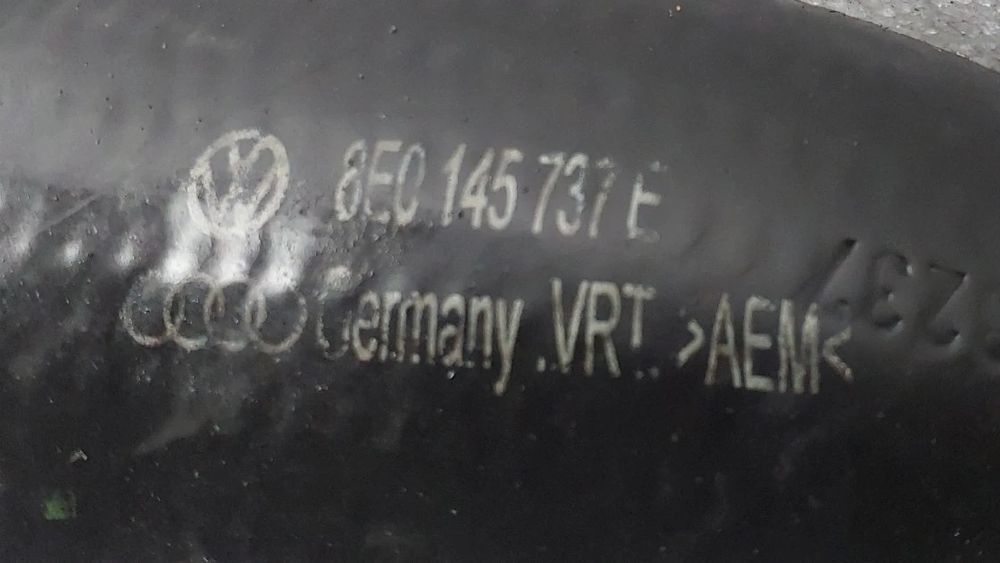 8E0 145 737 E
Germany .VRT. >AEM<